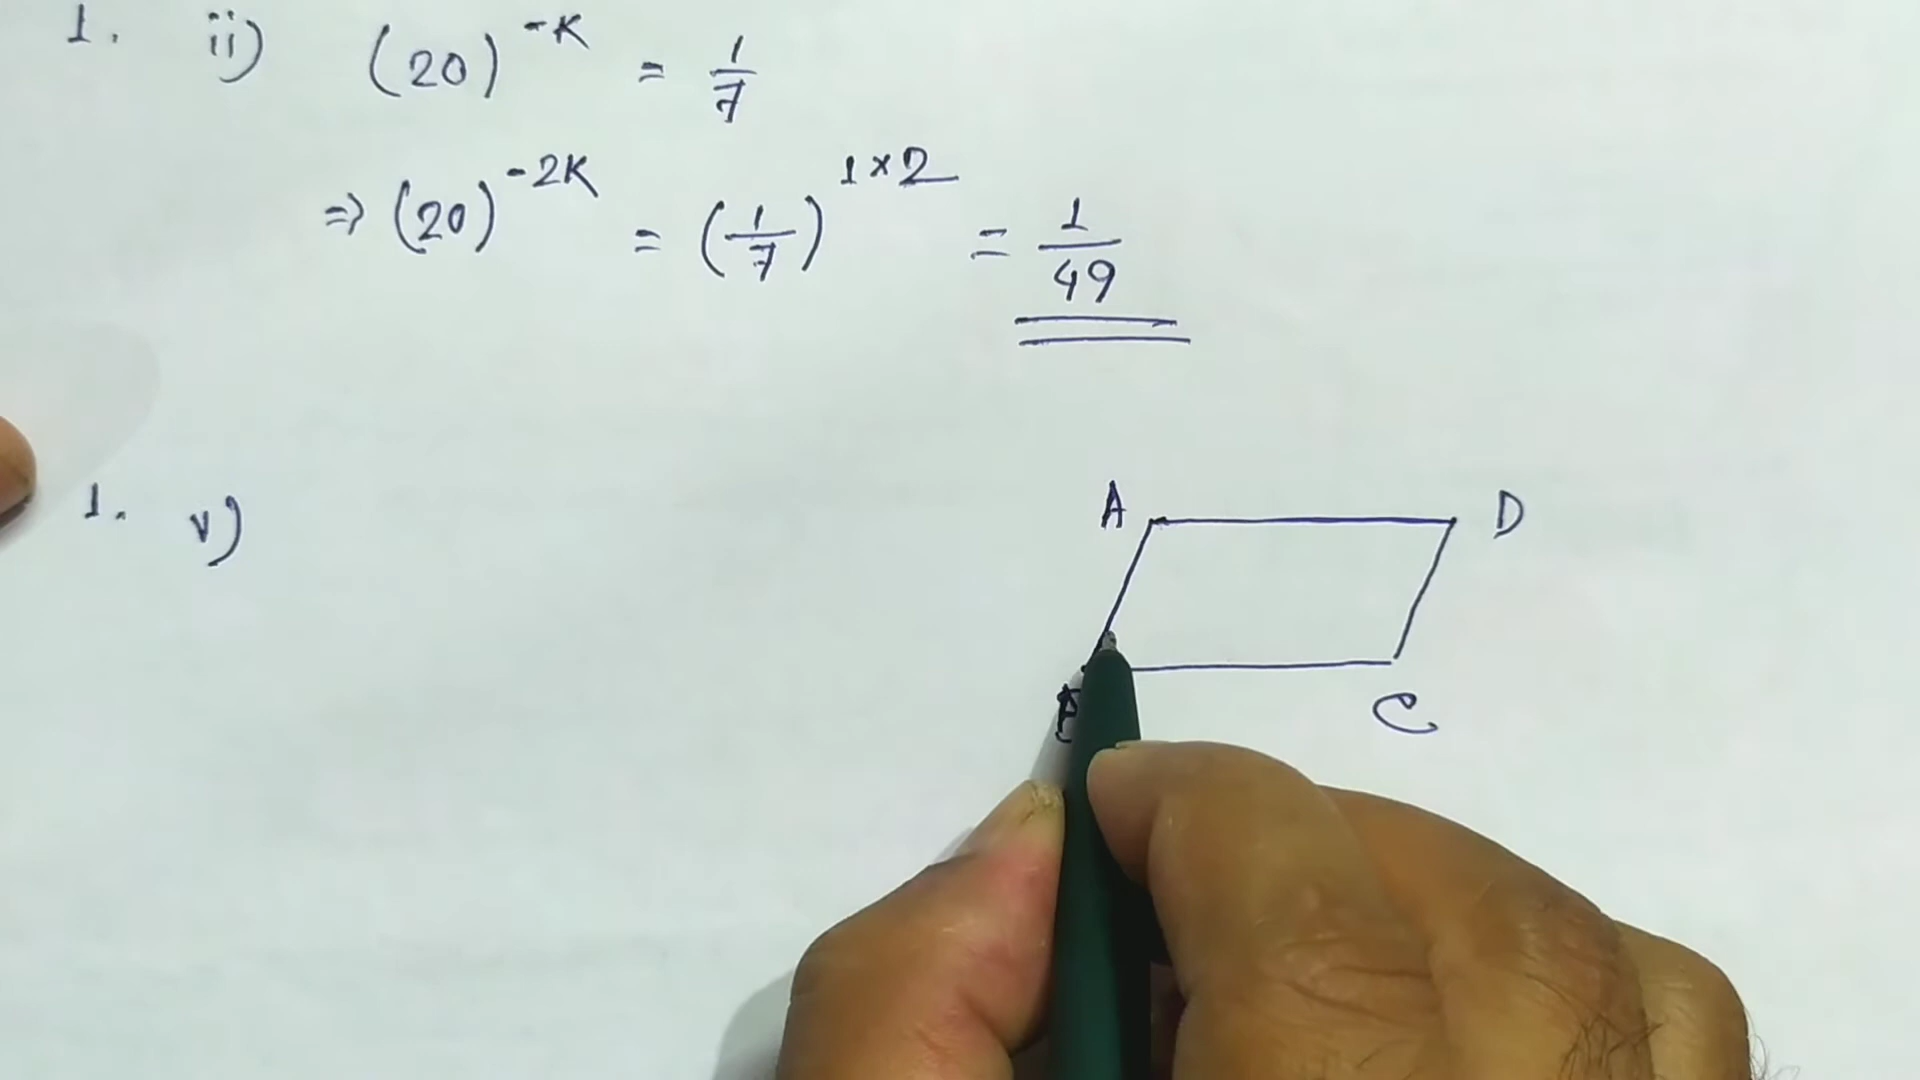 1. ii) (20)^-K = 1/7
⇒ (20)^-2K = (1/7)^1×2 = 1/49
1. v)
A D
C